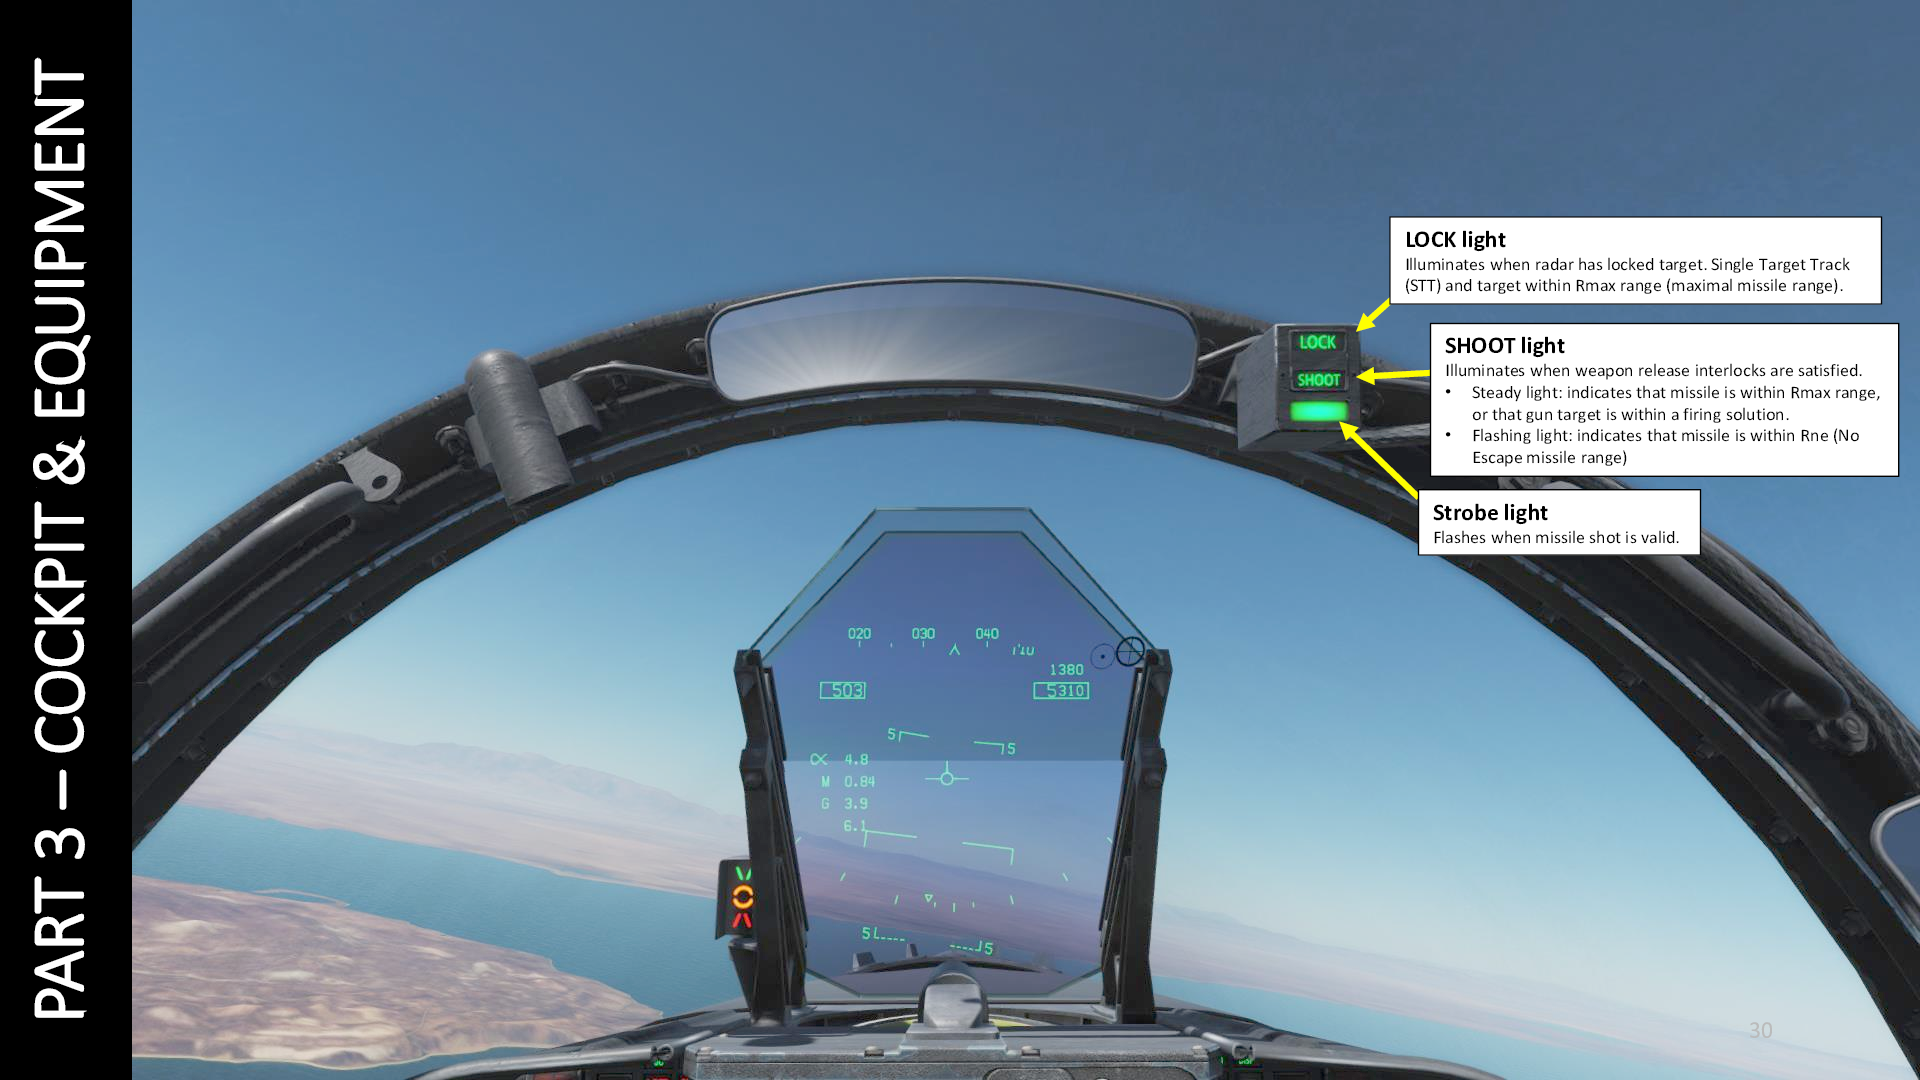 PART 3 – COCKPIT & EQUIPMENT
LOCK light
Illuminates when radar has locked target. Single Target Track
(STT) and target within Rmax range (maximal missile range).
LOCK
SHOOT
SHOOT light
Illuminates when weapon release interlocks are satisfied.
• Steady light: indicates that missile is within Rmax range,
or that gun target is within a firing solution.
• Flashing light: indicates that missile is within Rne (No
Escape missile range)
Strobe light
Flashes when missile shot is valid.
020 030 040
1380
503 5310
5 5
α 4.8
M 0.84
G 3.9
6.1
5 5
30